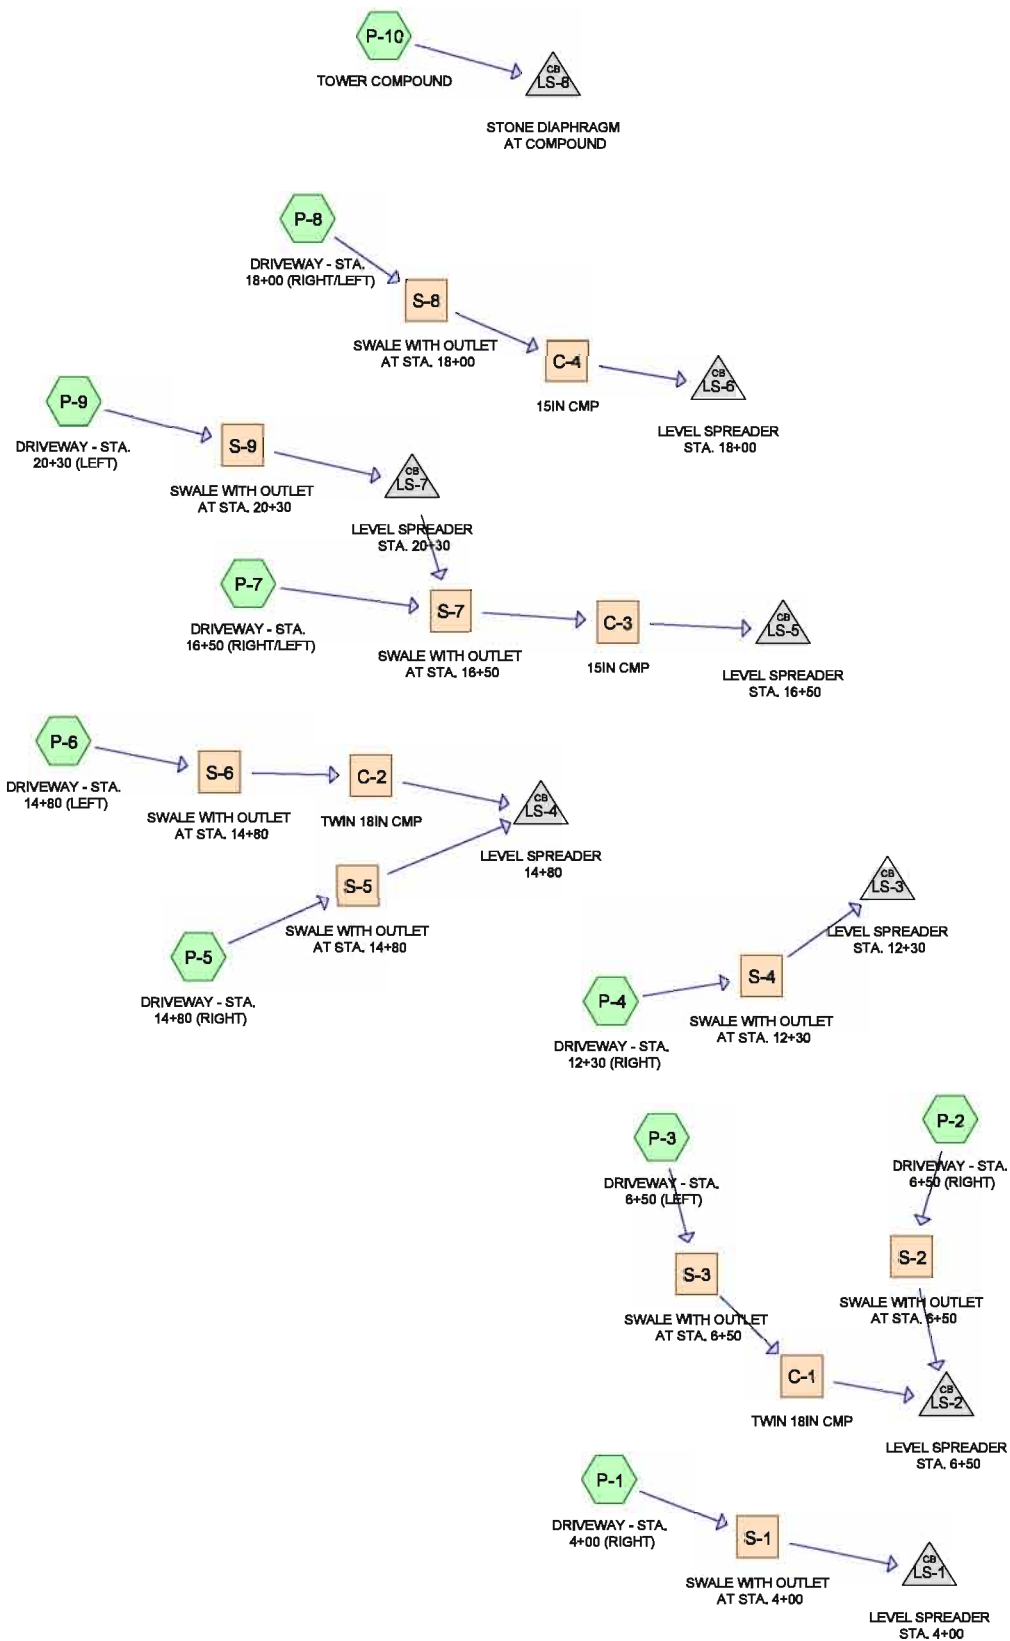 P-10
TOWER COMPOUND
CB
LS-8
STONE DIAPHRAGM
AT COMPOUND
P-8
DRIVEWAY - STA.
18+00 (RIGHT/LEFT)
S-8
SWALE WITH OUTLET
AT STA. 18+00
C-4
15IN CMP
CB
LS-6
LEVEL SPREADER
STA. 18+00
P-9
DRIVEWAY - STA.
20+30 (LEFT)
S-9
SWALE WITH OUTLET
AT STA. 20+30
CB
LS-7
LEVEL SPREADER
STA. 20+30
P-7
DRIVEWAY - STA.
16+50 (RIGHT/LEFT)
S-7
SWALE WITH OUTLET
AT STA. 16+50
C-3
15IN CMP
CB
LS-5
LEVEL SPREADER
STA. 16+50
P-6
DRIVEWAY - STA.
14+80 (LEFT)
S-6
SWALE WITH OUTLET
AT STA. 14+80
C-2
TWIN 18IN CMP
CB
LS-4
LEVEL SPREADER
14+80
S-5
SWALE WITH OUTLET
AT STA. 14+80
P-5
DRIVEWAY - STA.
14+80 (RIGHT)
CB
LS-3
LEVEL SPREADER
STA. 12+30
S-4
SWALE WITH OUTLET
AT STA. 12+30
P-4
DRIVEWAY - STA.
12+30 (RIGHT)
P-3
DRIVEWAY - STA.
6+50 (LEFT)
P-2
DRIVEWAY - STA.
6+50 (RIGHT)
S-3
SWALE WITH OUTLET
AT STA. 6+50
S-2
SWALE WITH OUTLET
AT STA. 6+50
C-1
TWIN 18IN CMP
CB
LS-2
LEVEL SPREADER
STA. 6+50
P-1
DRIVEWAY - STA.
4+00 (RIGHT)
S-1
SWALE WITH OUTLET
AT STA. 4+00
CB
LS-1
LEVEL SPREADER
STA. 4+00